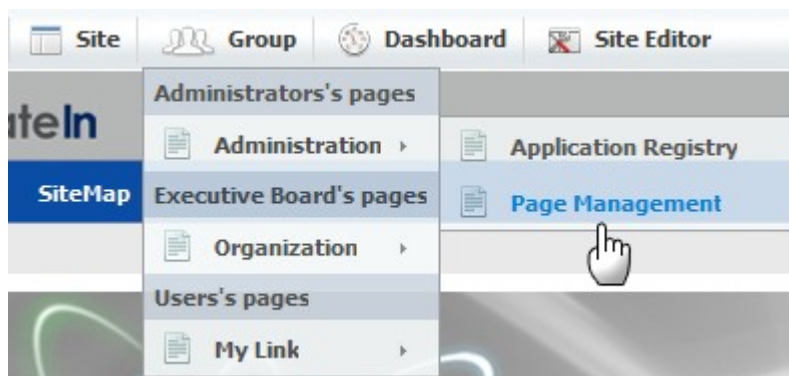 Site Group Dashboard Site Editor
Administrators's pages
ateIn
Administration Application Registry
SiteMap Executive Board's pages Page Management
Organization
Users's pages
My Link